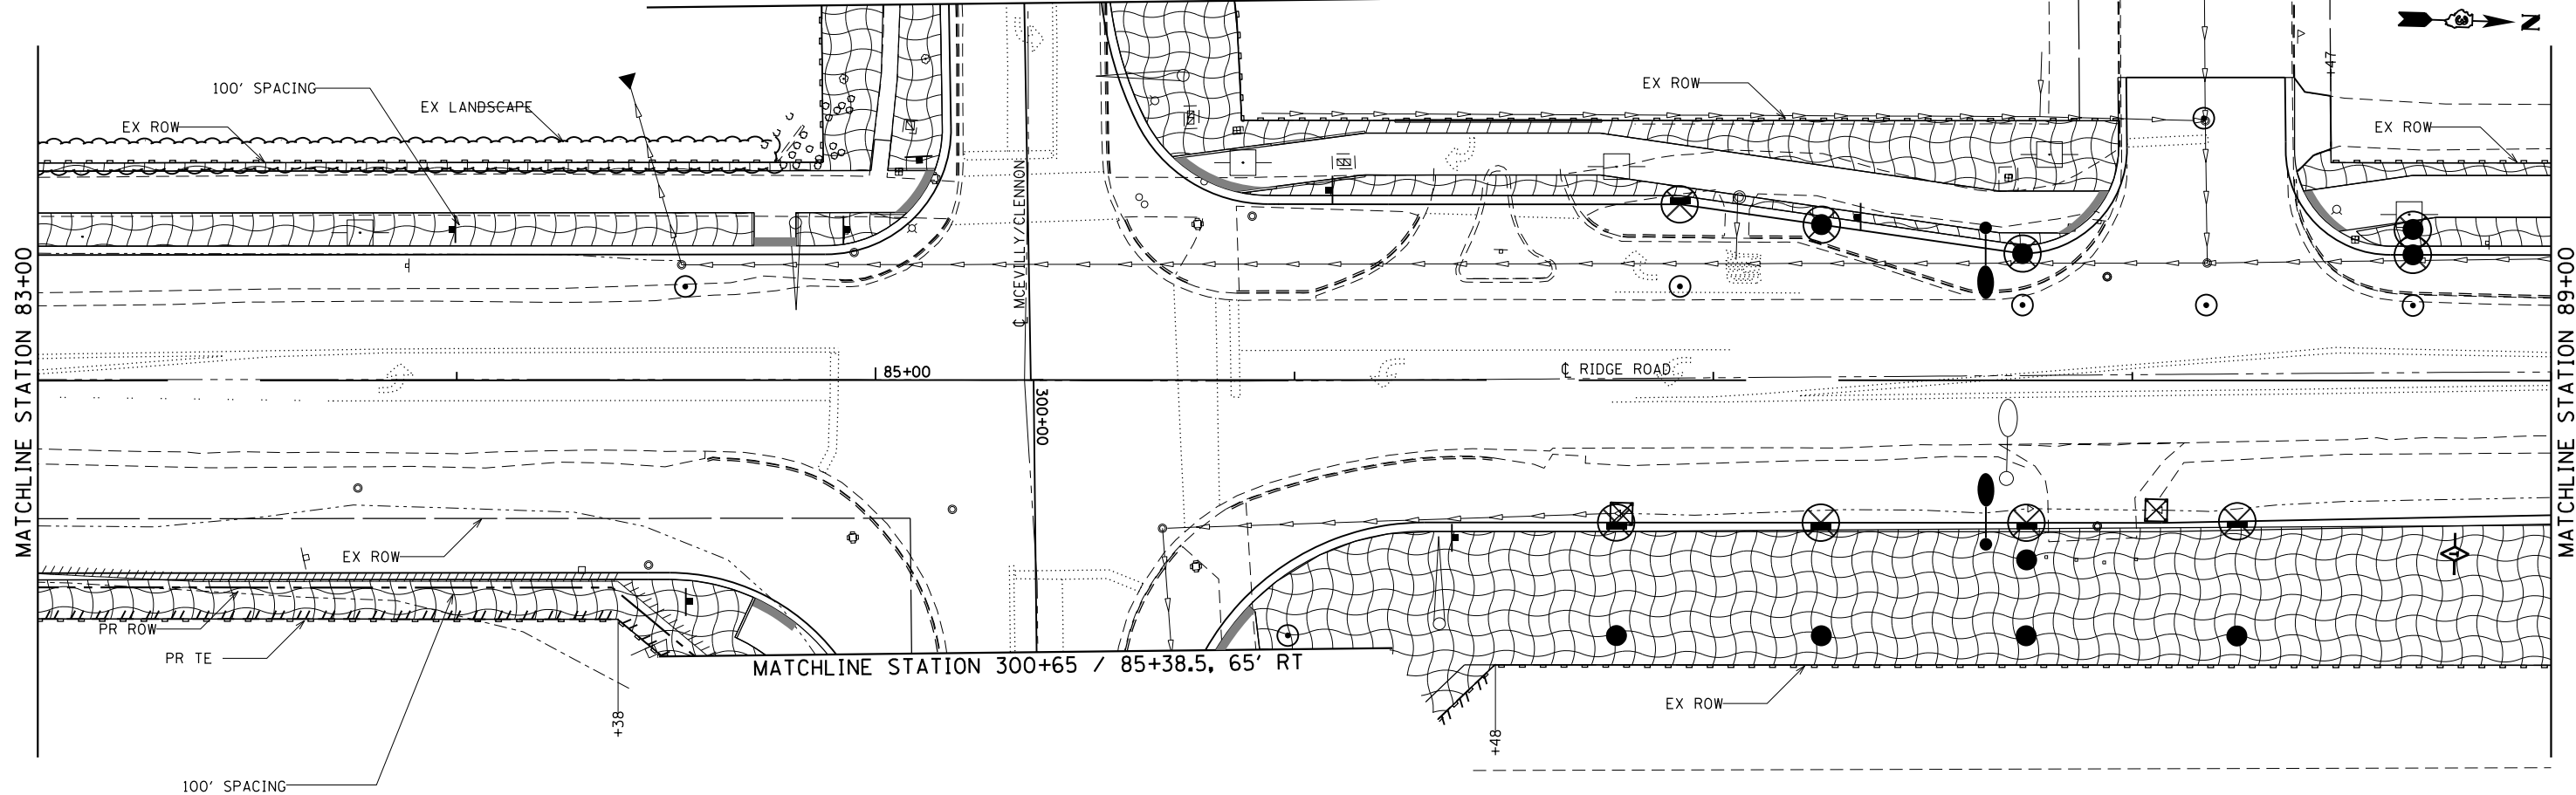 N
+47
EX ROW
100' SPACING
EX LANDSCAPE
EX ROW
EX ROW
℄ MCEVILLY/CLENNON
MATCHLINE STATION 83+00
MATCHLINE STATION 89+00
℄ RIDGE ROAD
85+00
300+00
EX ROW
PR ROW
PR TE
MATCHLINE STATION 300+65 / 85+38.5, 65' RT
EX ROW
+38
+48
100' SPACING